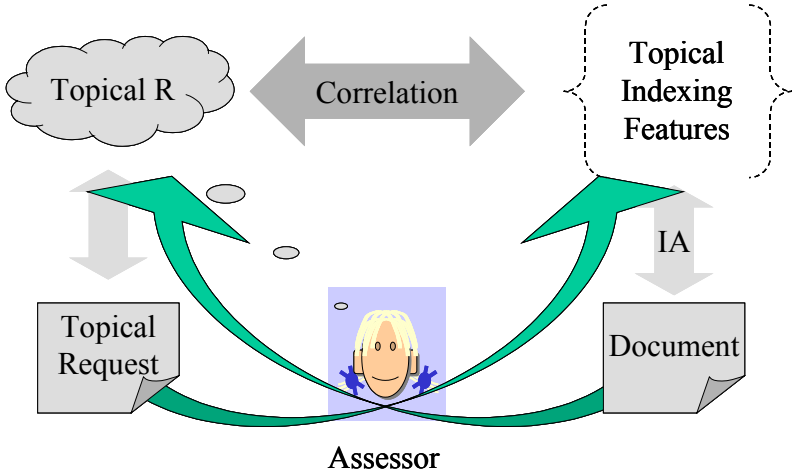 Topical R
Correlation
Topical
Indexing
Features
IA
Topical
Request
Document
Assessor